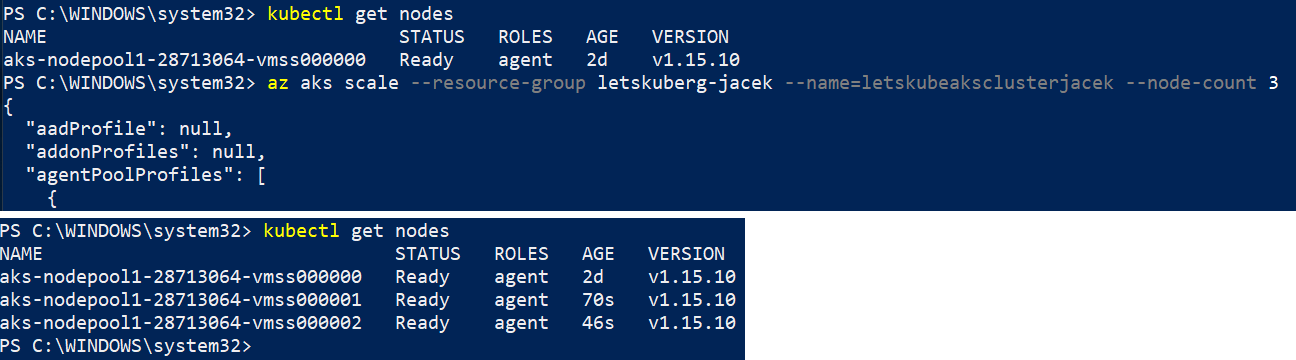 PS C:\WINDOWS\system32> kubectl get nodes
NAME                                STATUS   ROLES   AGE   VERSION
aks-nodepool1-28713064-vmss000000   Ready    agent   2d    v1.15.10
PS C:\WINDOWS\system32> az aks scale --resource-group letskuberg-jacek --name=letskubeaksclusterjacek --node-count 3
{
  "aadProfile": null,
  "addonProfiles": null,
  "agentPoolProfiles": [
    {
PS C:\WINDOWS\system32> kubectl get nodes
NAME                                STATUS   ROLES   AGE   VERSION
aks-nodepool1-28713064-vmss000000   Ready    agent   2d    v1.15.10
aks-nodepool1-28713064-vmss000001   Ready    agent   70s   v1.15.10
aks-nodepool1-28713064-vmss000002   Ready    agent   46s   v1.15.10
PS C:\WINDOWS\system32>